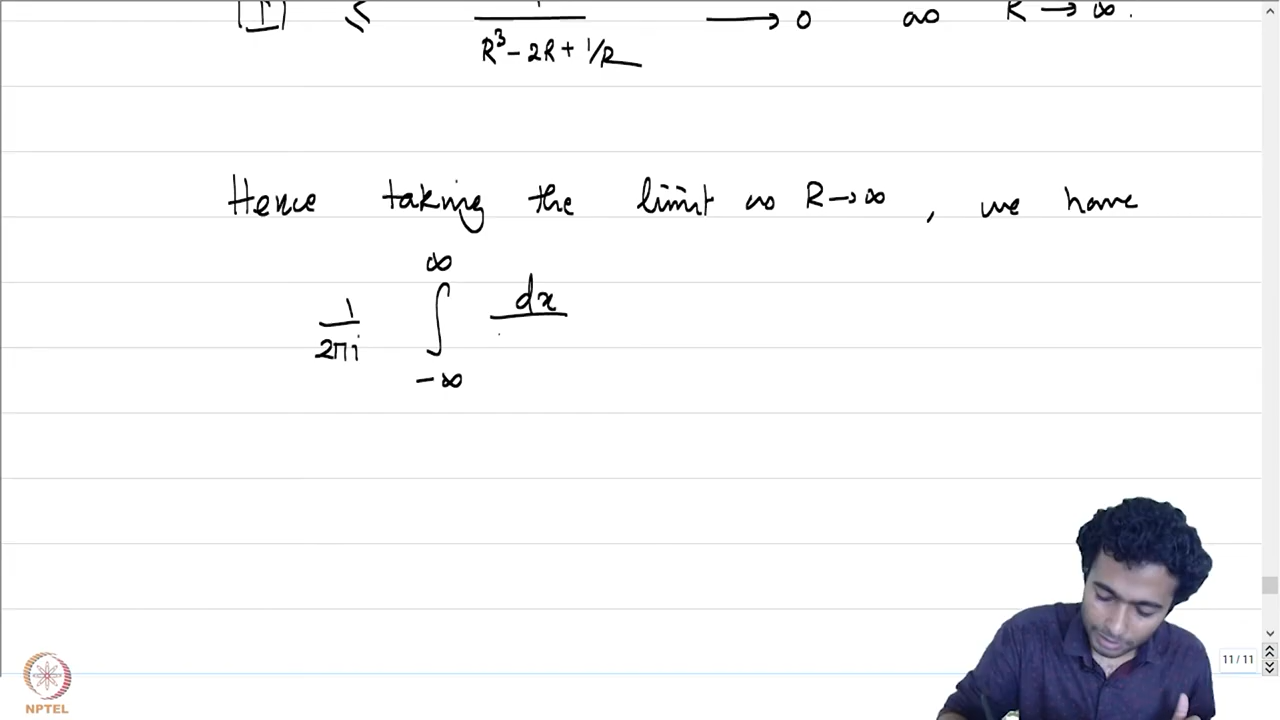 |I| ≤ ⟶ 0 as R → ∞.
R³ - 2R + 1/R
Hence taking the limit as R → ∞, we have
1/2πi ∫_{-∞}^{∞} dx
11 / 11
NPTEL